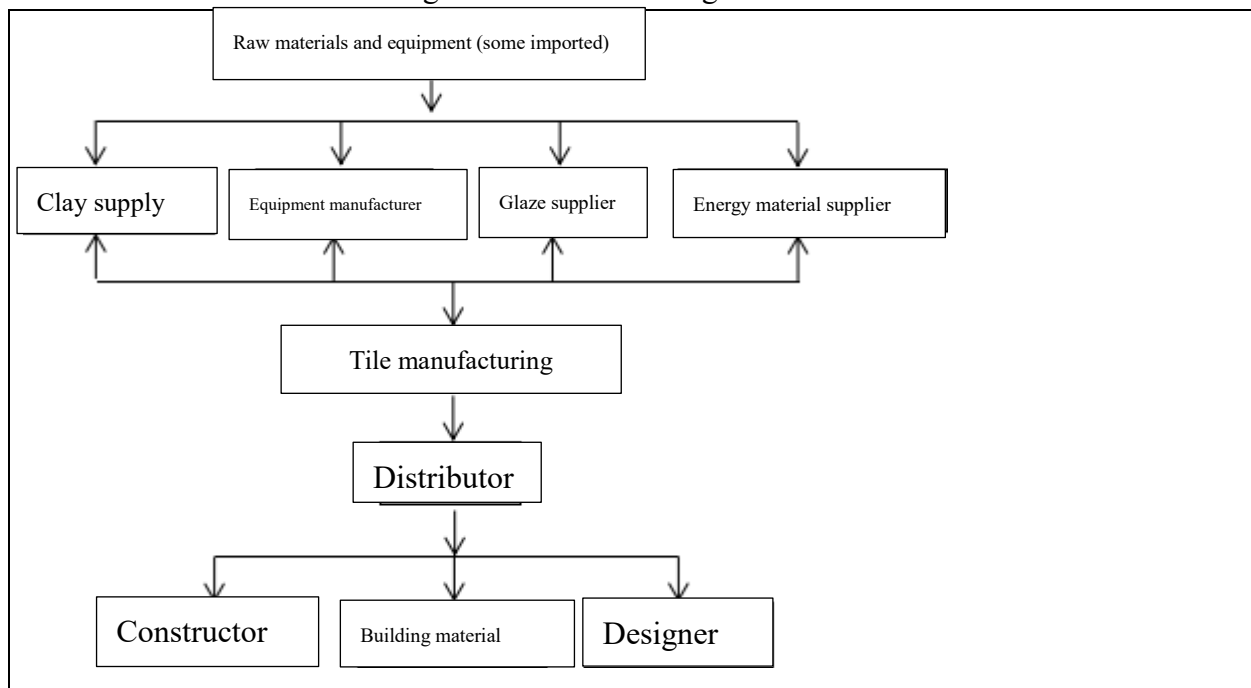 Raw materials and equipment (some imported)
Clay supply
Equipment manufacturer
Glaze supplier
Energy material supplier
Tile manufacturing
Distributor
Constructor
Building material
Designer